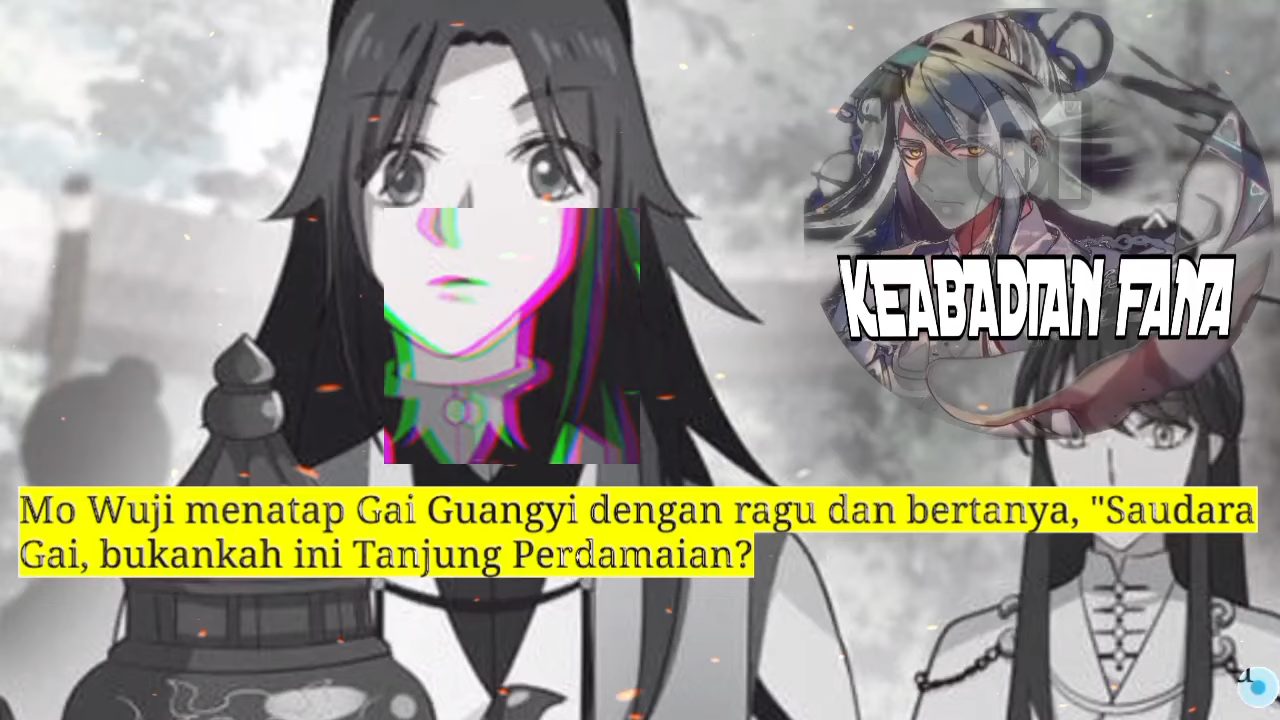 KEABADIAN FANA
Mo Wuji menatap Gai Guangyi dengan ragu dan bertanya, "Saudara
Gai, bukankah ini Tanjung Perdamaian?